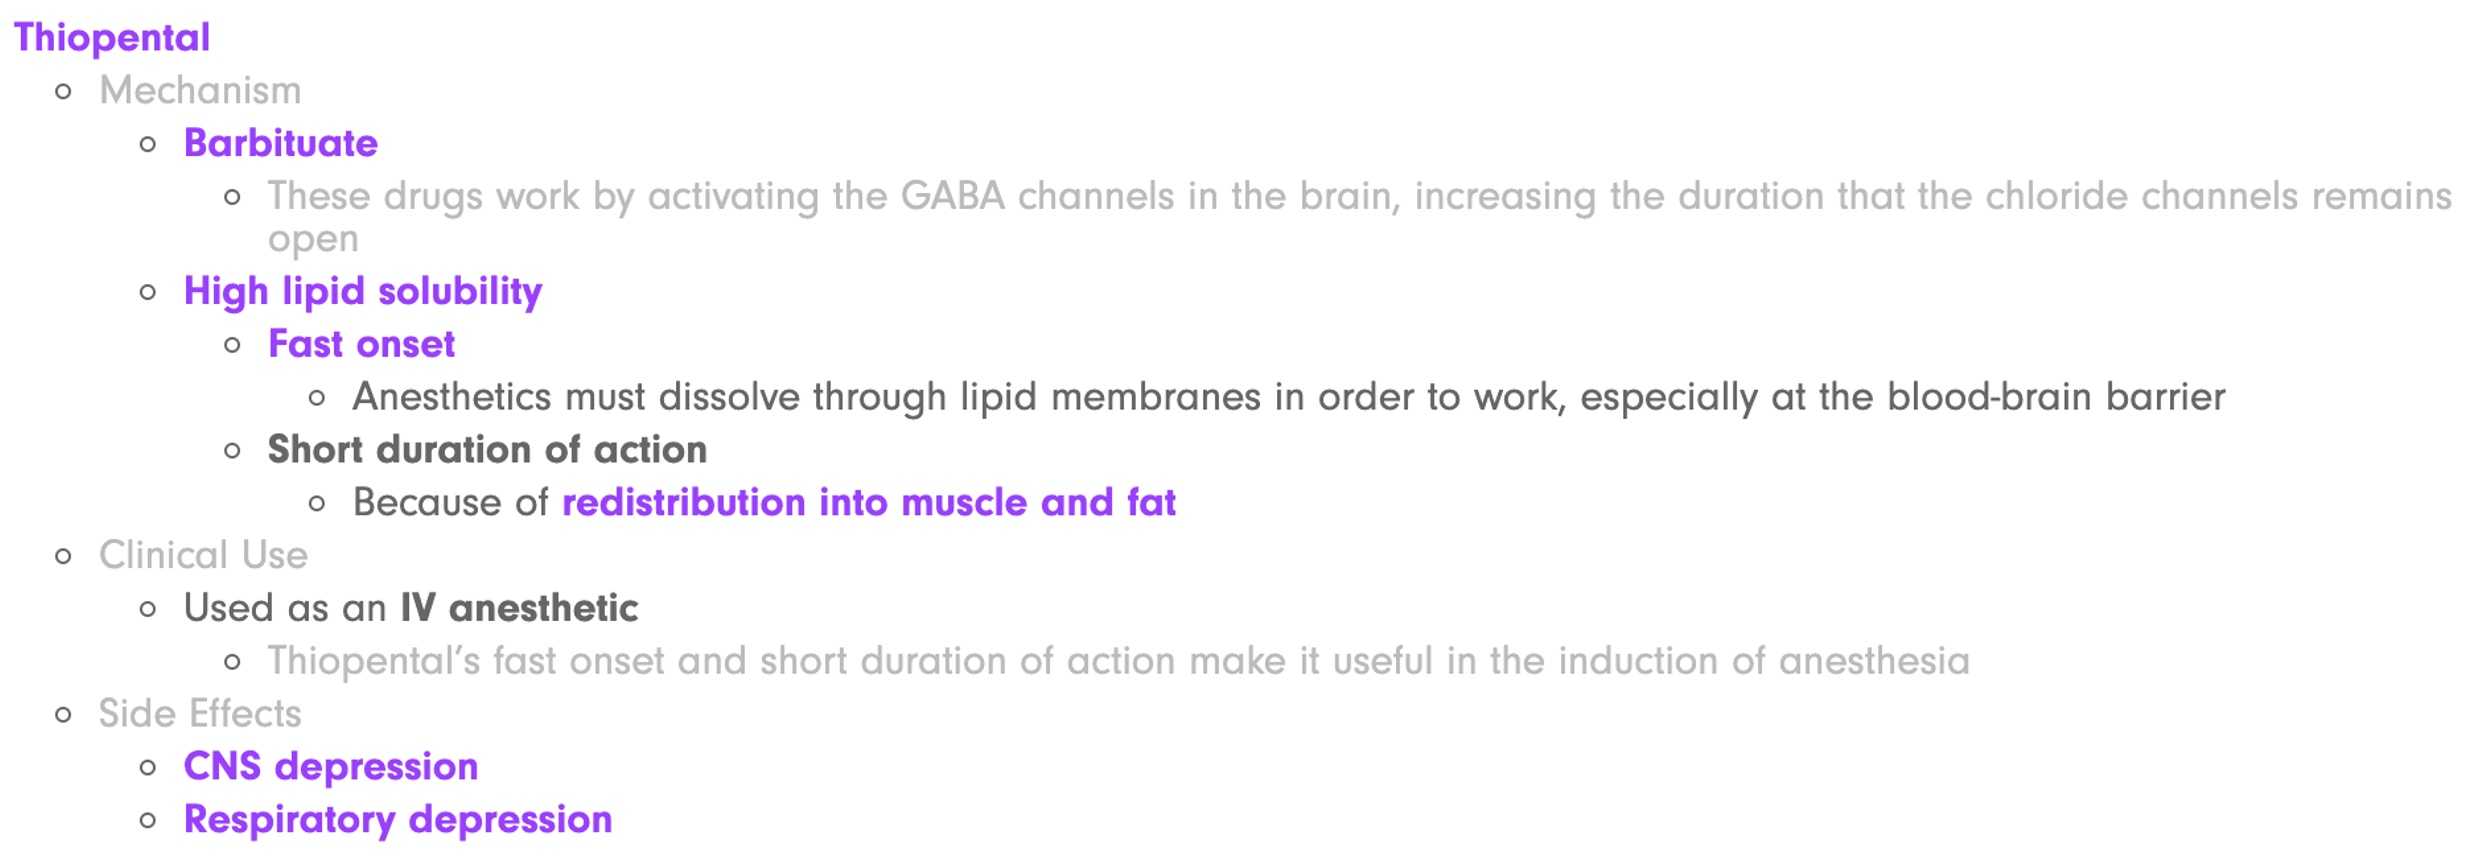 Thiopental
Mechanism
Barbituate
These drugs work by activating the GABA channels in the brain, increasing the duration that the chloride channels remains
open
High lipid solubility
Fast onset
Anesthetics must dissolve through lipid membranes in order to work, especially at the blood-brain barrier
Short duration of action
Because of redistribution into muscle and fat
Clinical Use
Used as an IV anesthetic
Thiopental’s fast onset and short duration of action make it useful in the induction of anesthesia
Side Effects
CNS depression
Respiratory depression